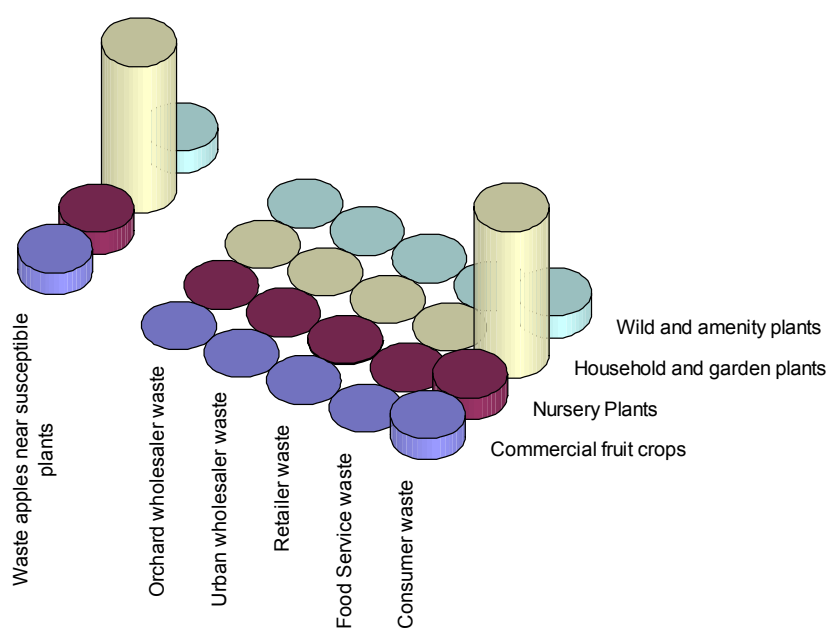 Wild and amenity plants
Household and garden plants
Nursery Plants
Commercial fruit crops
Waste apples near susceptible
plants
Orchard wholesaler waste
Urban wholesaler waste
Retailer waste
Food Service waste
Consumer waste